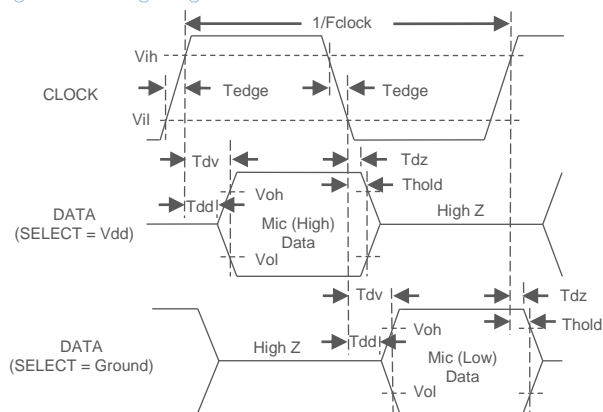 1/Fclock
Vih
CLOCK
Tedge
Tedge
Vil
Tdv
Tdz
Thold
Tdd
Voh
DATA
(SELECT = Vdd)
Mic (High)
Data
High Z
Vol
Tdv
Tdz
Thold
Tdd
Voh
DATA
(SELECT = Ground)
High Z
Mic (Low)
Data
Vol